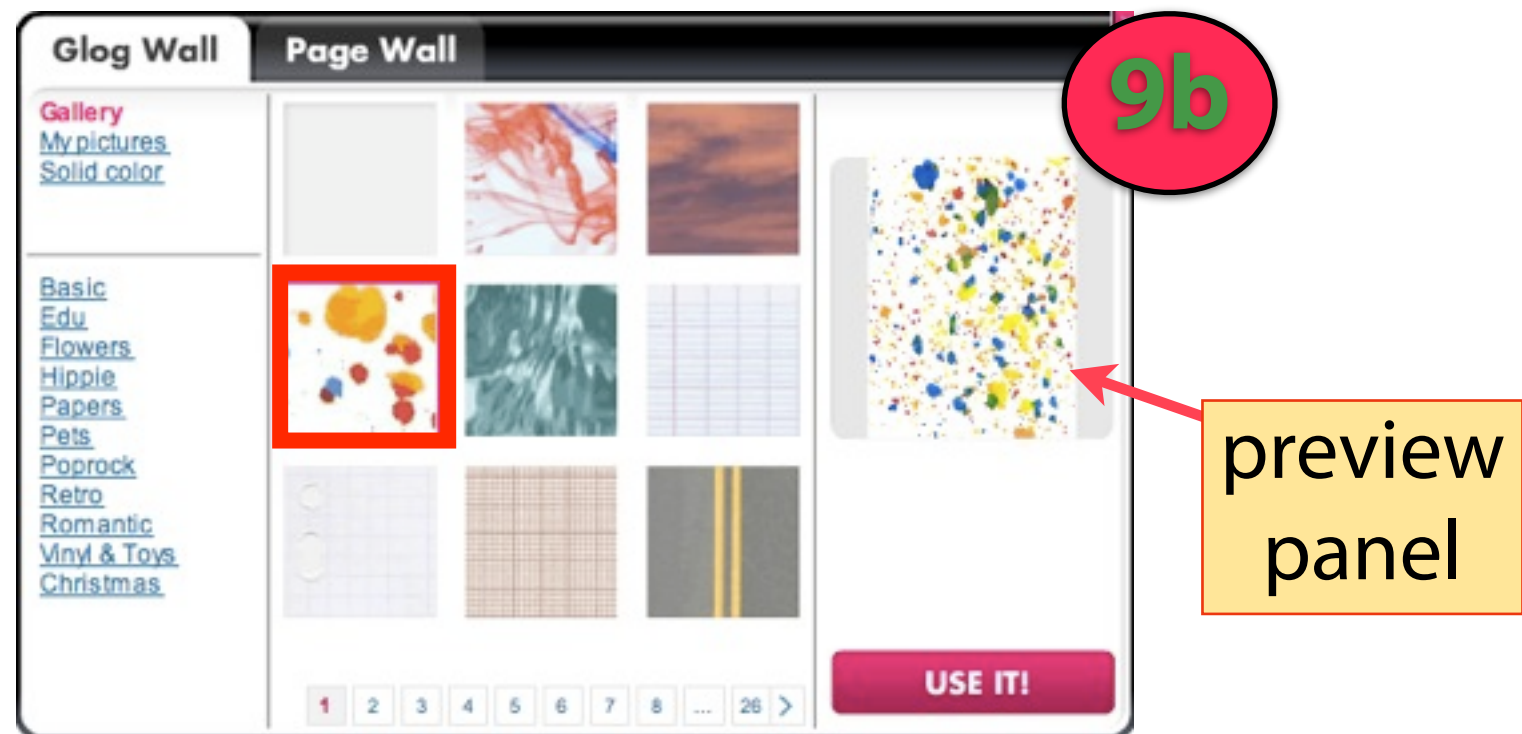 Glog Wall
Page Wall
9b
Gallery
My pictures
Solid color
Basic
Edu
Flowers
Hippie
Papers
Pets
Poprock
Retro
Romantic
Vinyl & Toys
Christmas
preview
panel
USE IT!
1 2 3 4 5 6 7 8 ... 26 >